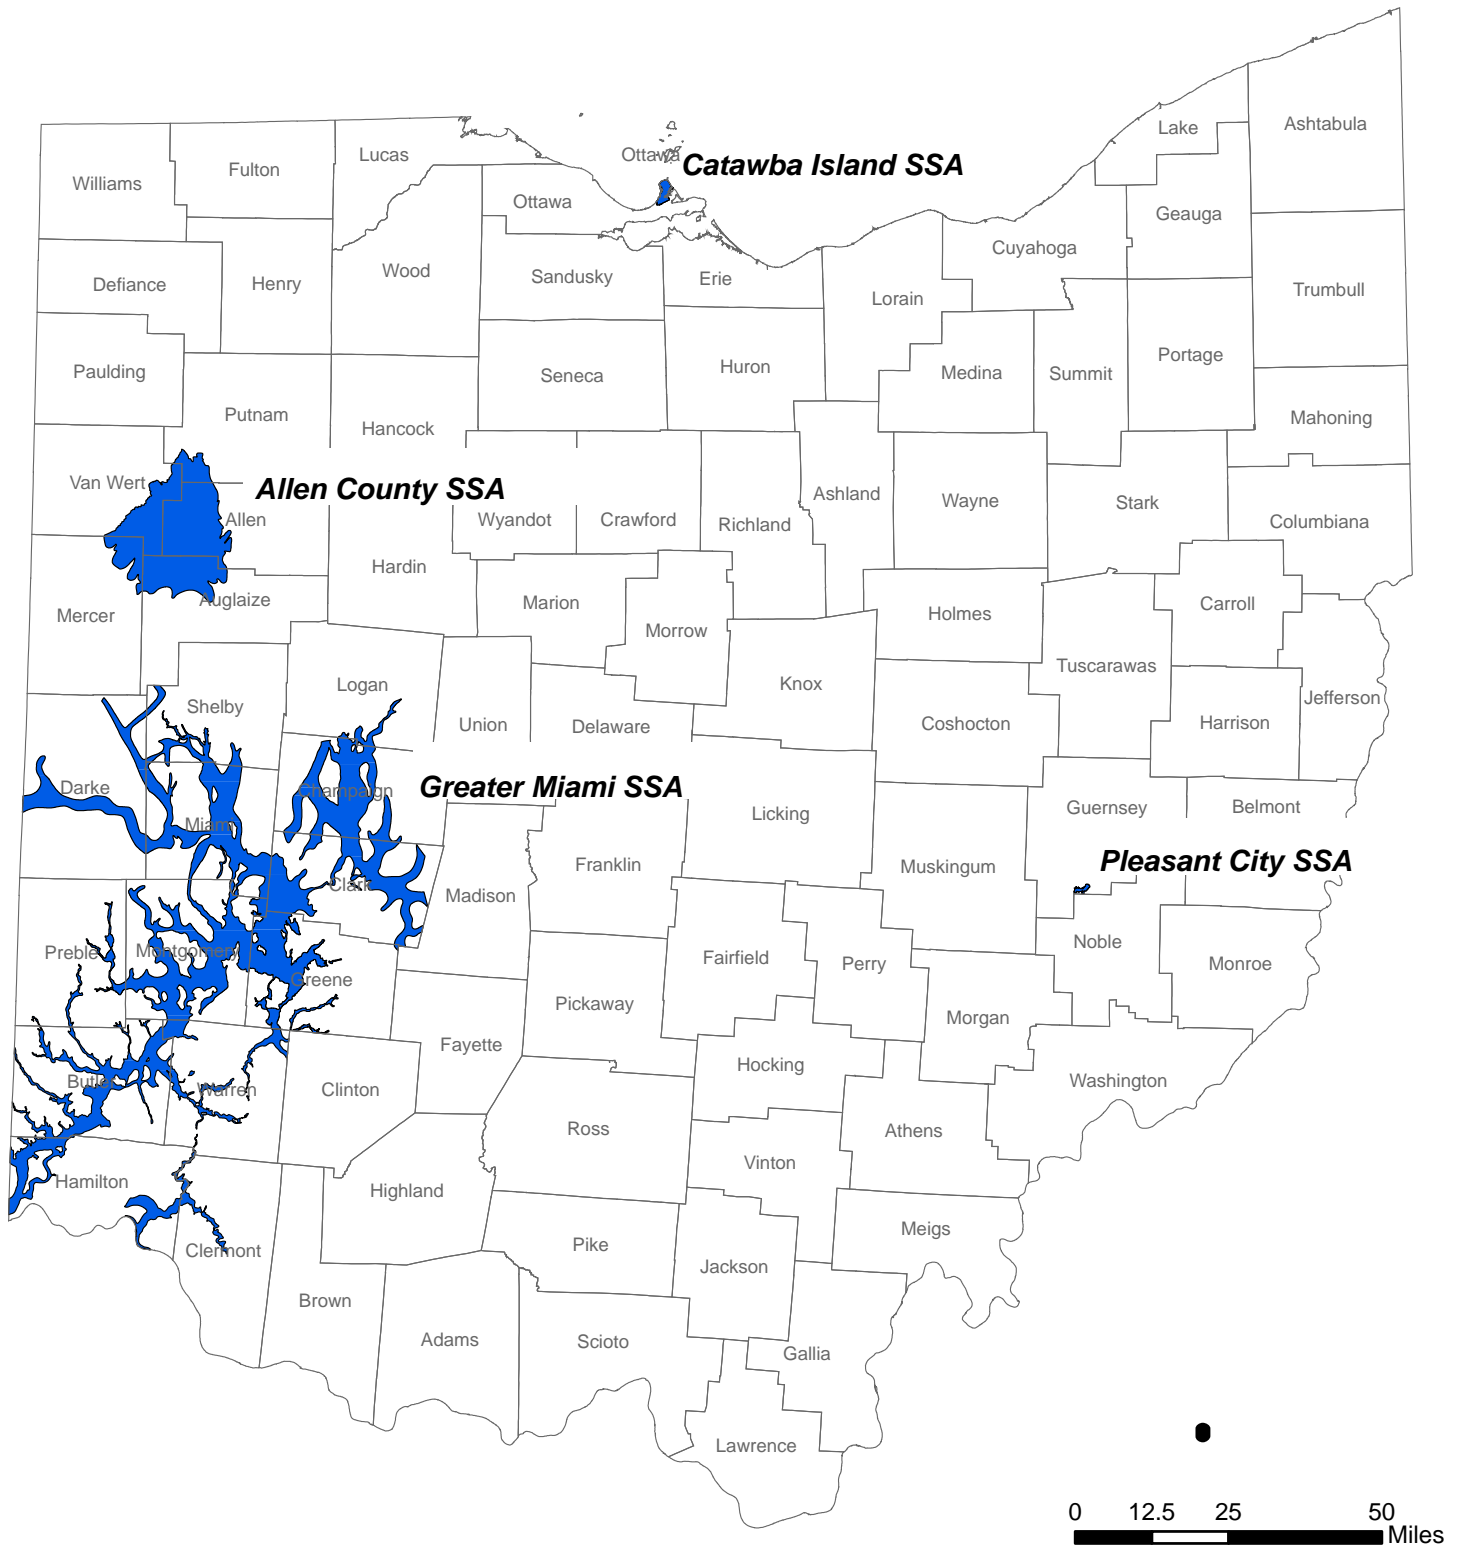 Lake
Ashtabula
Lucas
Ottawa
Catawba Island SSA
Fulton
Williams
Ottawa
Geauga
Cuyahoga
Wood
Sandusky
Erie
Defiance
Henry
Lorain
Trumbull
Portage
Huron
Paulding
Seneca
Medina
Summit
Putnam
Hancock
Mahoning
Van Wert
Allen County SSA
Ashland
Wayne
Stark
Allen
Wyandot
Crawford
Richland
Columbiana
Hardin
Auglaize
Marion
Carroll
Mercer
Holmes
Morrow
Tuscarawas
Logan
Knox
Jefferson
Shelby
Union
Delaware
Coshocton
Harrison
Darke
Champaign
Greater Miami SSA
Guernsey
Belmont
Licking
Miami
Franklin
Muskingum
Pleasant City SSA
Clark
Madison
Preble
Montgomery
Fairfield
Perry
Noble
Monroe
Greene
Pickaway
Morgan
Fayette
Hocking
Butler
Warren
Clinton
Washington
Ross
Athens
Vinton
Hamilton
Highland
Meigs
Clermont
Pike
Jackson
Brown
Adams
Scioto
Gallia
Lawrence
0 12.5 25 50
Miles